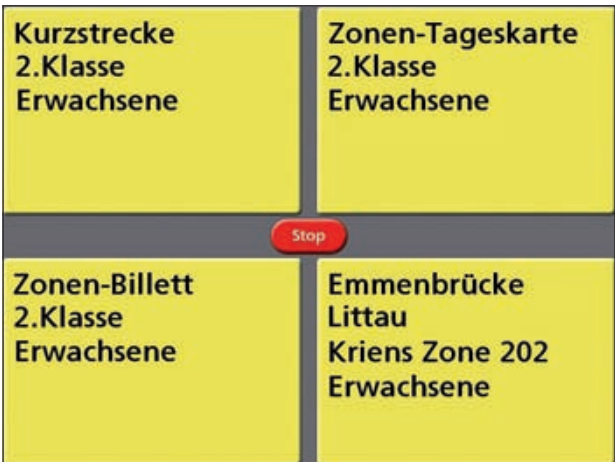 Kurzstrecke
2.Klasse
Erwachsene
Zonen-Tageskarte
2.Klasse
Erwachsene
Stop
Zonen-Billett
2.Klasse
Erwachsene
Emmenbrücke
Littau
Kriens Zone 202
Erwachsene